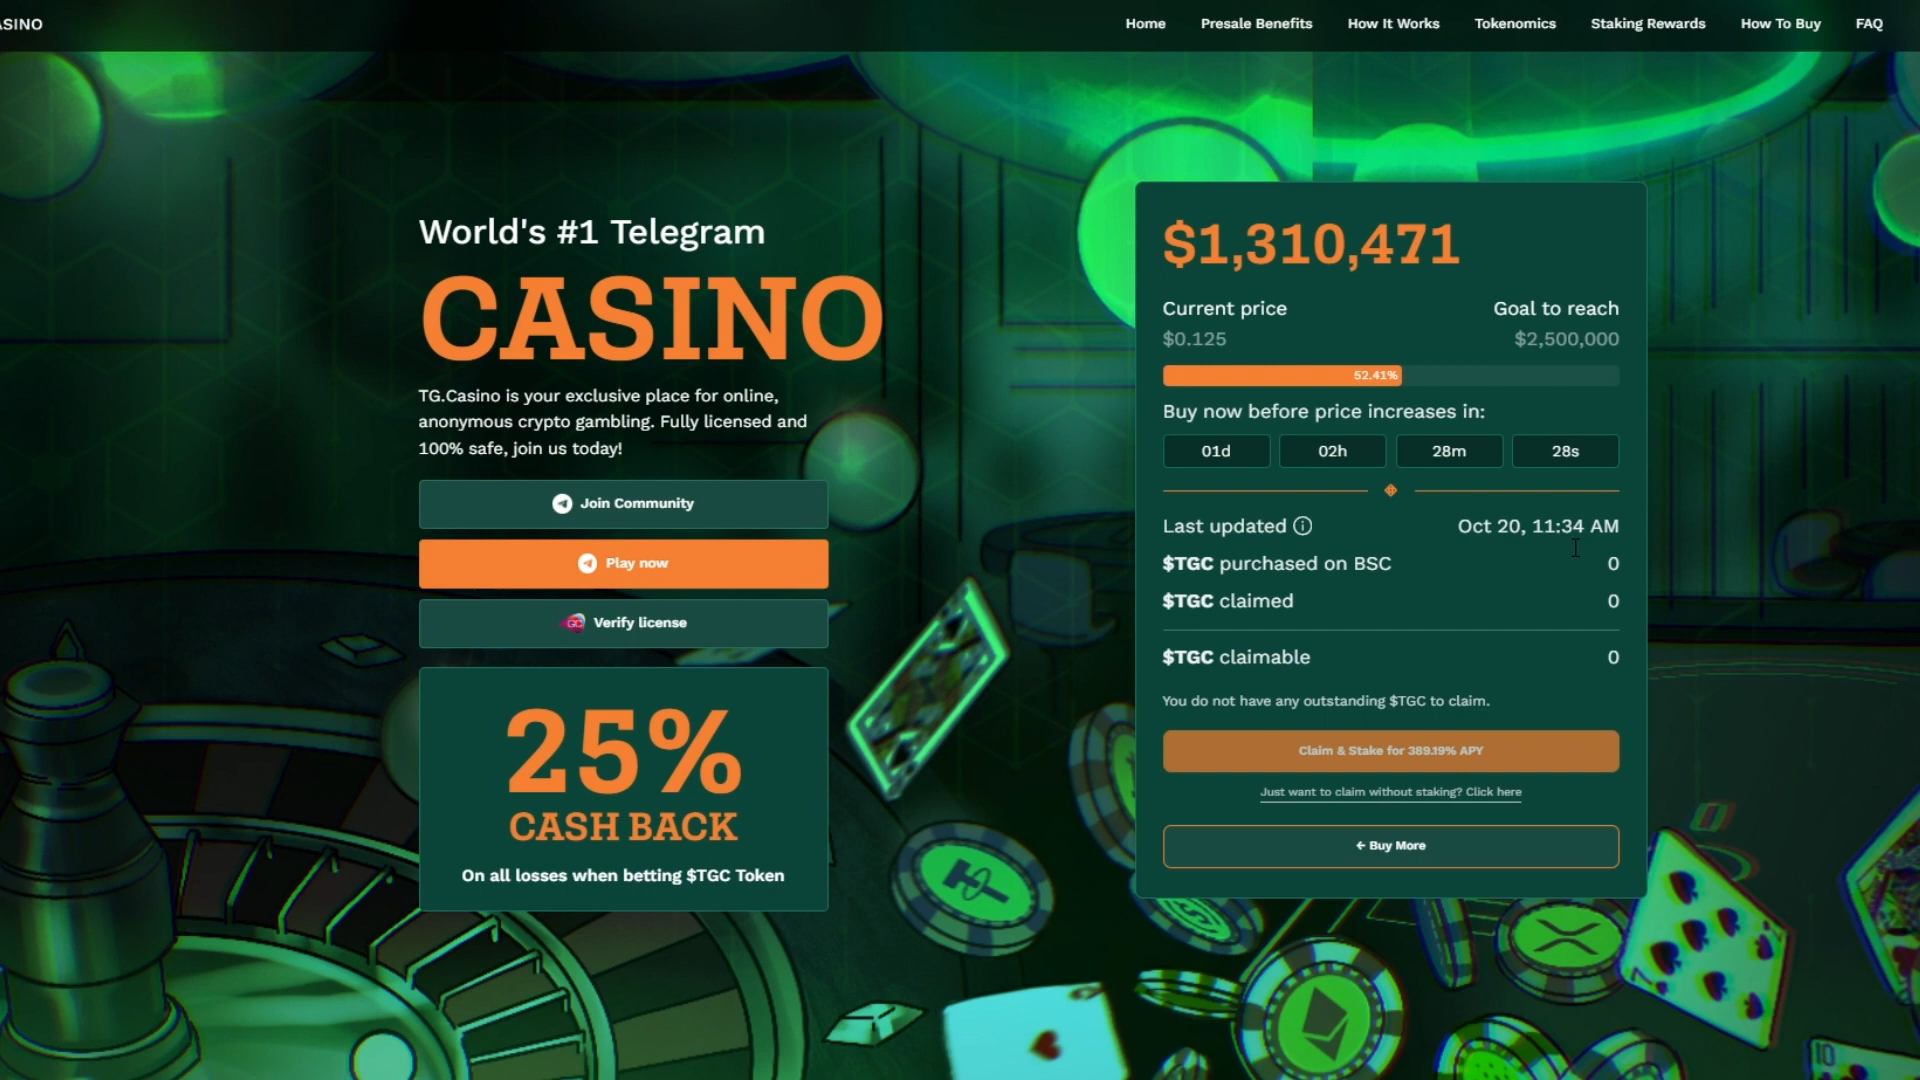 ASINO
Home Presale Benefits How It Works Tokenomics Staking Rewards How To Buy FAQ
World's #1 Telegram
CASINO
TG.Casino is your exclusive place for online,
anonymous crypto gambling. Fully licensed and
100% safe, join us today!
Join Community
Play now
GC Verify license
25%
CASH BACK
On all losses when betting $TGC Token
$1,310,471
Current price Goal to reach
$0.125 $2,500,000
52.41%
Buy now before price increases in:
01d 02h 28m 28s
Last updated Oct 20, 11:34 AM
$TGC purchased on BSC 0
$TGC claimed 0
$TGC claimable 0
You do not have any outstanding $TGC to claim.
Claim & Stake for 389.19% APY
Just want to claim without staking? Click here
← Buy More
7
10